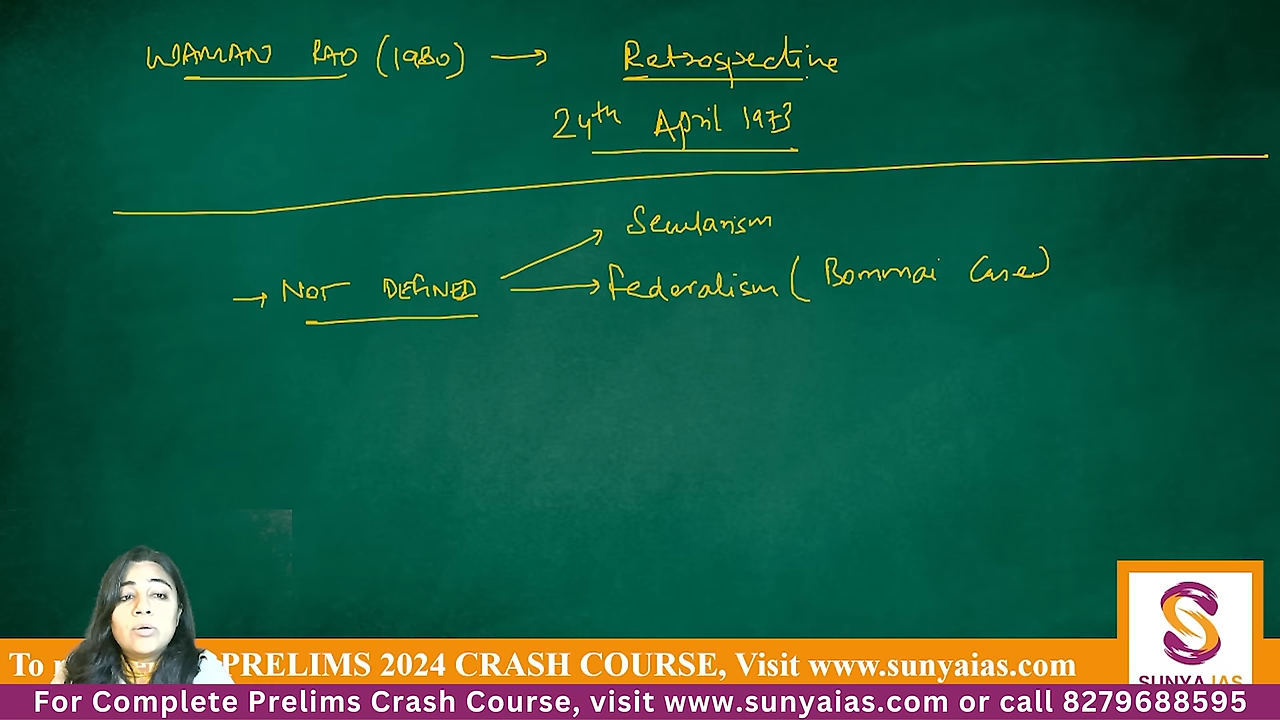 WAMAN RAO (1980) → Retrospective
24th April 1973
Secularism
→ NOT DEFINED → Federalism (Bommai Case)
To PRELIMS 2024 CRASH COURSE, Visit www.sunyaias.com
SUNYA IAS
For Complete Prelims Crash Course, visit www.sunyaias.com or call 8279688595